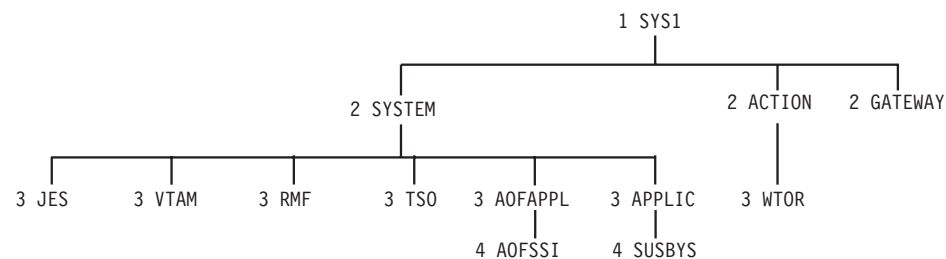 1 SYS1
2 SYSTEM
2 ACTION
2 GATEWAY
3 JES
3 VTAM
3 RMF
3 TSO
3 AOFAPPL
3 APPLIC
3 WTOR
4 AOFSSI
4 SUSBYS